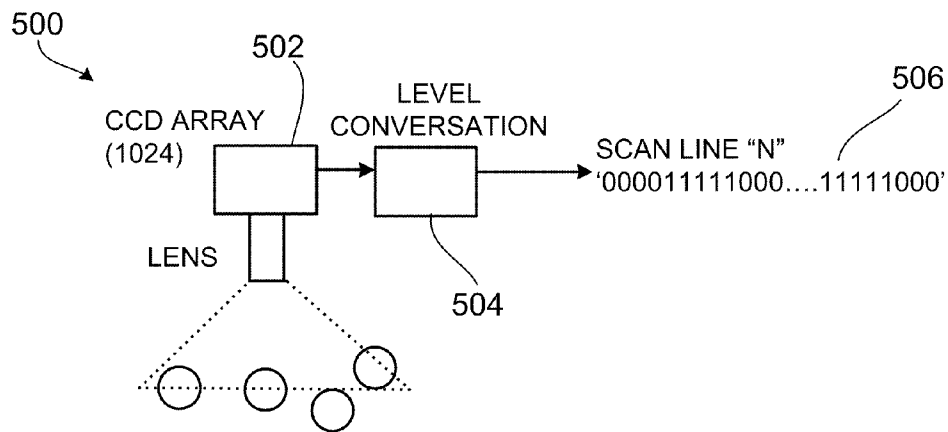 500
502
506
LEVEL
CONVERSATION
CCD ARRAY
(1024)
SCAN LINE “N”
‘000011111000....11111000’
LENS
504